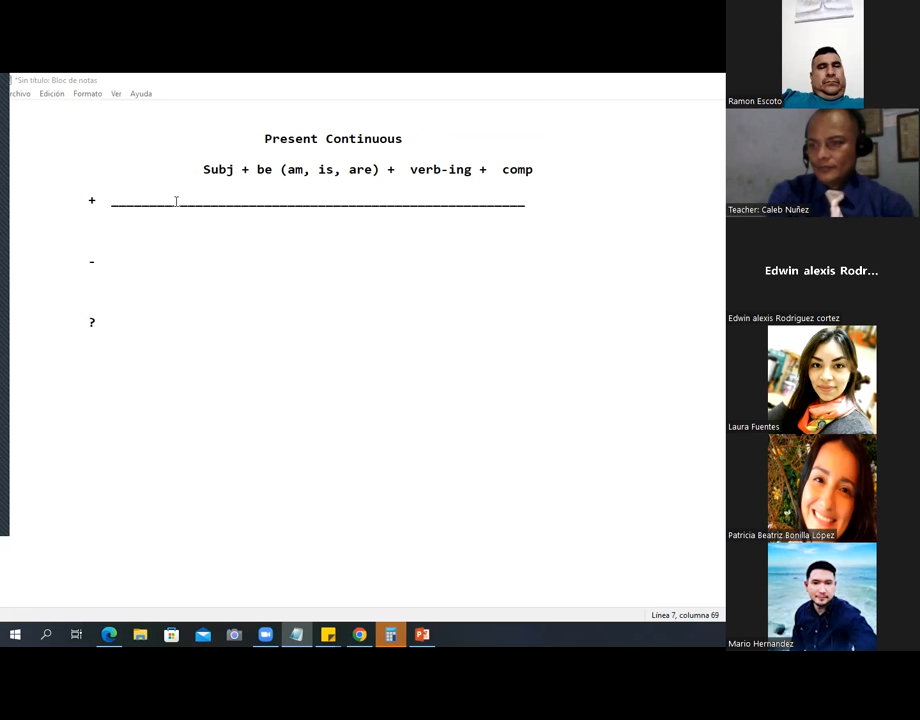 *Sin título: Bloc de notas
rchivo Edición Formato Ver Ayuda
Present Continuous
Subj + be (am, is, are) + verb-ing + comp
+ ______________________________________________________
-
?
Línea 7, columna 69
Ramon Escoto
Teacher: Caleb Nuñez
Edwin alexis Rodr...
Edwin alexis Rodriguez cortez
Laura Fuentes
Patricia Beatriz Bonilla López
Mario Hernandez